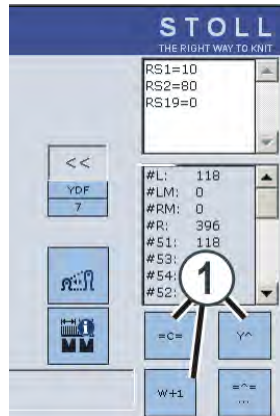 STOLL
THE RIGHT WAY TO KNIT
RS1=10
RS2=80
RS19=0
<<
YDF
7
#L: 118
#LM: 0
#RM: 0
#R: 396
#51: 118
#53:
#54:
#52:
1
=C=
Y^
W+1
=^=
...